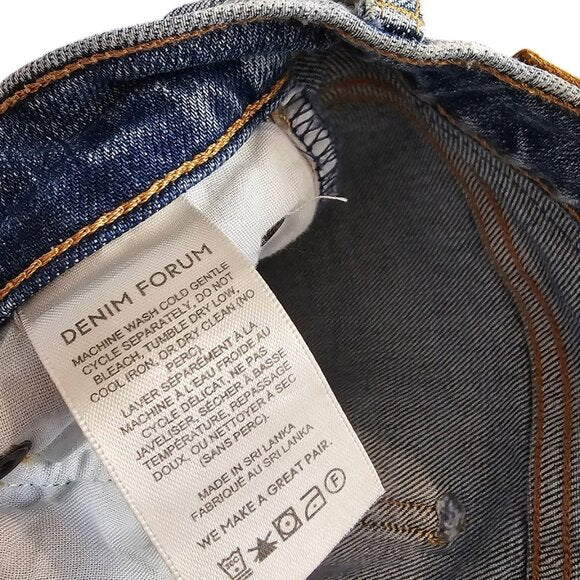 DENIM FORUM
MACHINE WASH COLD GENTLE
CYCLE SEPARATELY, DO NOT
BLEACH, TUMBLE DRY LOW,
COOL IRON, OR DRY CLEAN (NO
PERC)
LAVER SÉPARÉMENT À LA
MACHINE À L'EAU FROIDE AU
CYCLE DELICAT, NE PAS
JAVELISER, SÉCHER À BASSE
TEMPÉRATURE, REPASSAGE
DOUX, OU NETTOYER À SEC
(SANS PERC).
MADE IN SRI LANKA
FABRIQUÉ AU SRI LANKA
WE MAKE A GREAT PAIR.